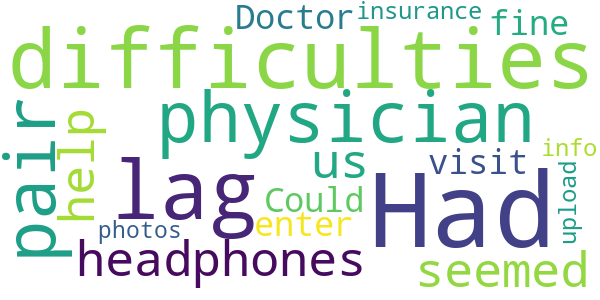 Doctor insurance
fine
difficulties
pair
help
physician
lag
us
visit
info
Had
Could
enter
upload
photos
headphones
seemed